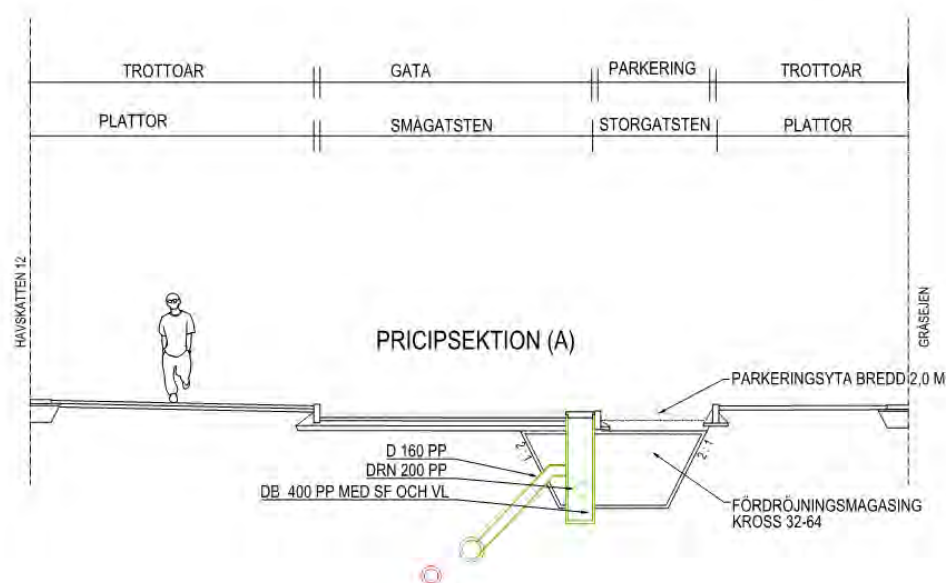 TROTTOAR GATA PARKERING TROTTOAR
PLATTOR SMÅGATSTEN STORGATSTEN PLATTOR
HAVSKATTEN 12
GRÅSEJEN
PRICIPSEKTION (A)
PARKERINGSYTA BREDD 2,0 M
2:1
2:1
D 160 PP
DRN 200 PP
DB 400 PP MED SF OCH VL
FÖRDRÖJNINGSMAGASING
KROSS 32-64